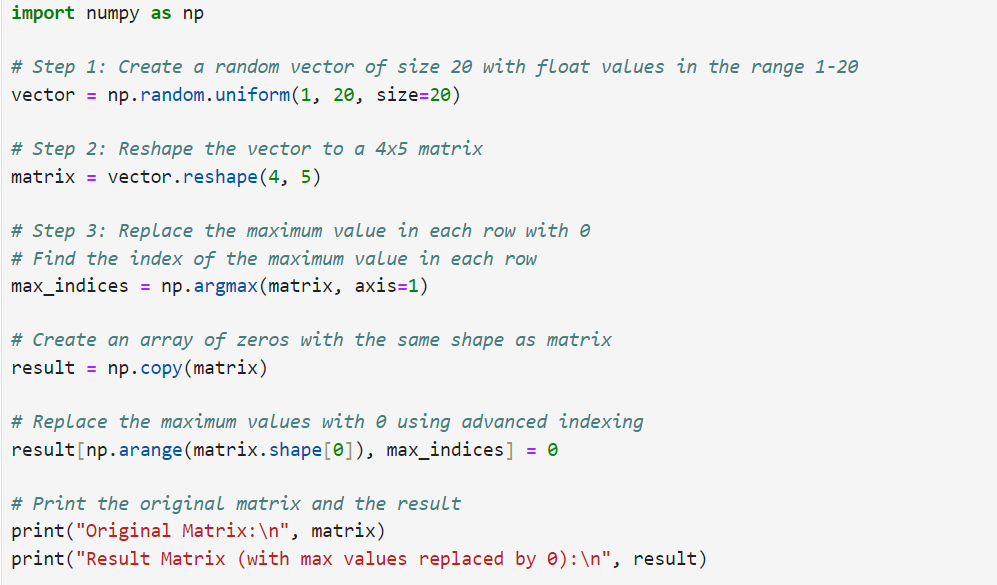 import numpy as np
# Step 1: Create a random vector of size 20 with float values in the range 1-20
vector = np.random.uniform(1, 20, size=20)
# Step 2: Reshape the vector to a 4x5 matrix
matrix = vector.reshape(4, 5)
# Step 3: Replace the maximum value in each row with 0
# Find the index of the maximum value in each row
max_indices = np.argmax(matrix, axis=1)
# Create an array of zeros with the same shape as matrix
result = np.copy(matrix)
# Replace the maximum values with 0 using advanced indexing
result[np.arange(matrix.shape[0]), max_indices] = 0
# Print the original matrix and the result
print("Original Matrix:\n", matrix)
print("Result Matrix (with max values replaced by 0):\n", result)